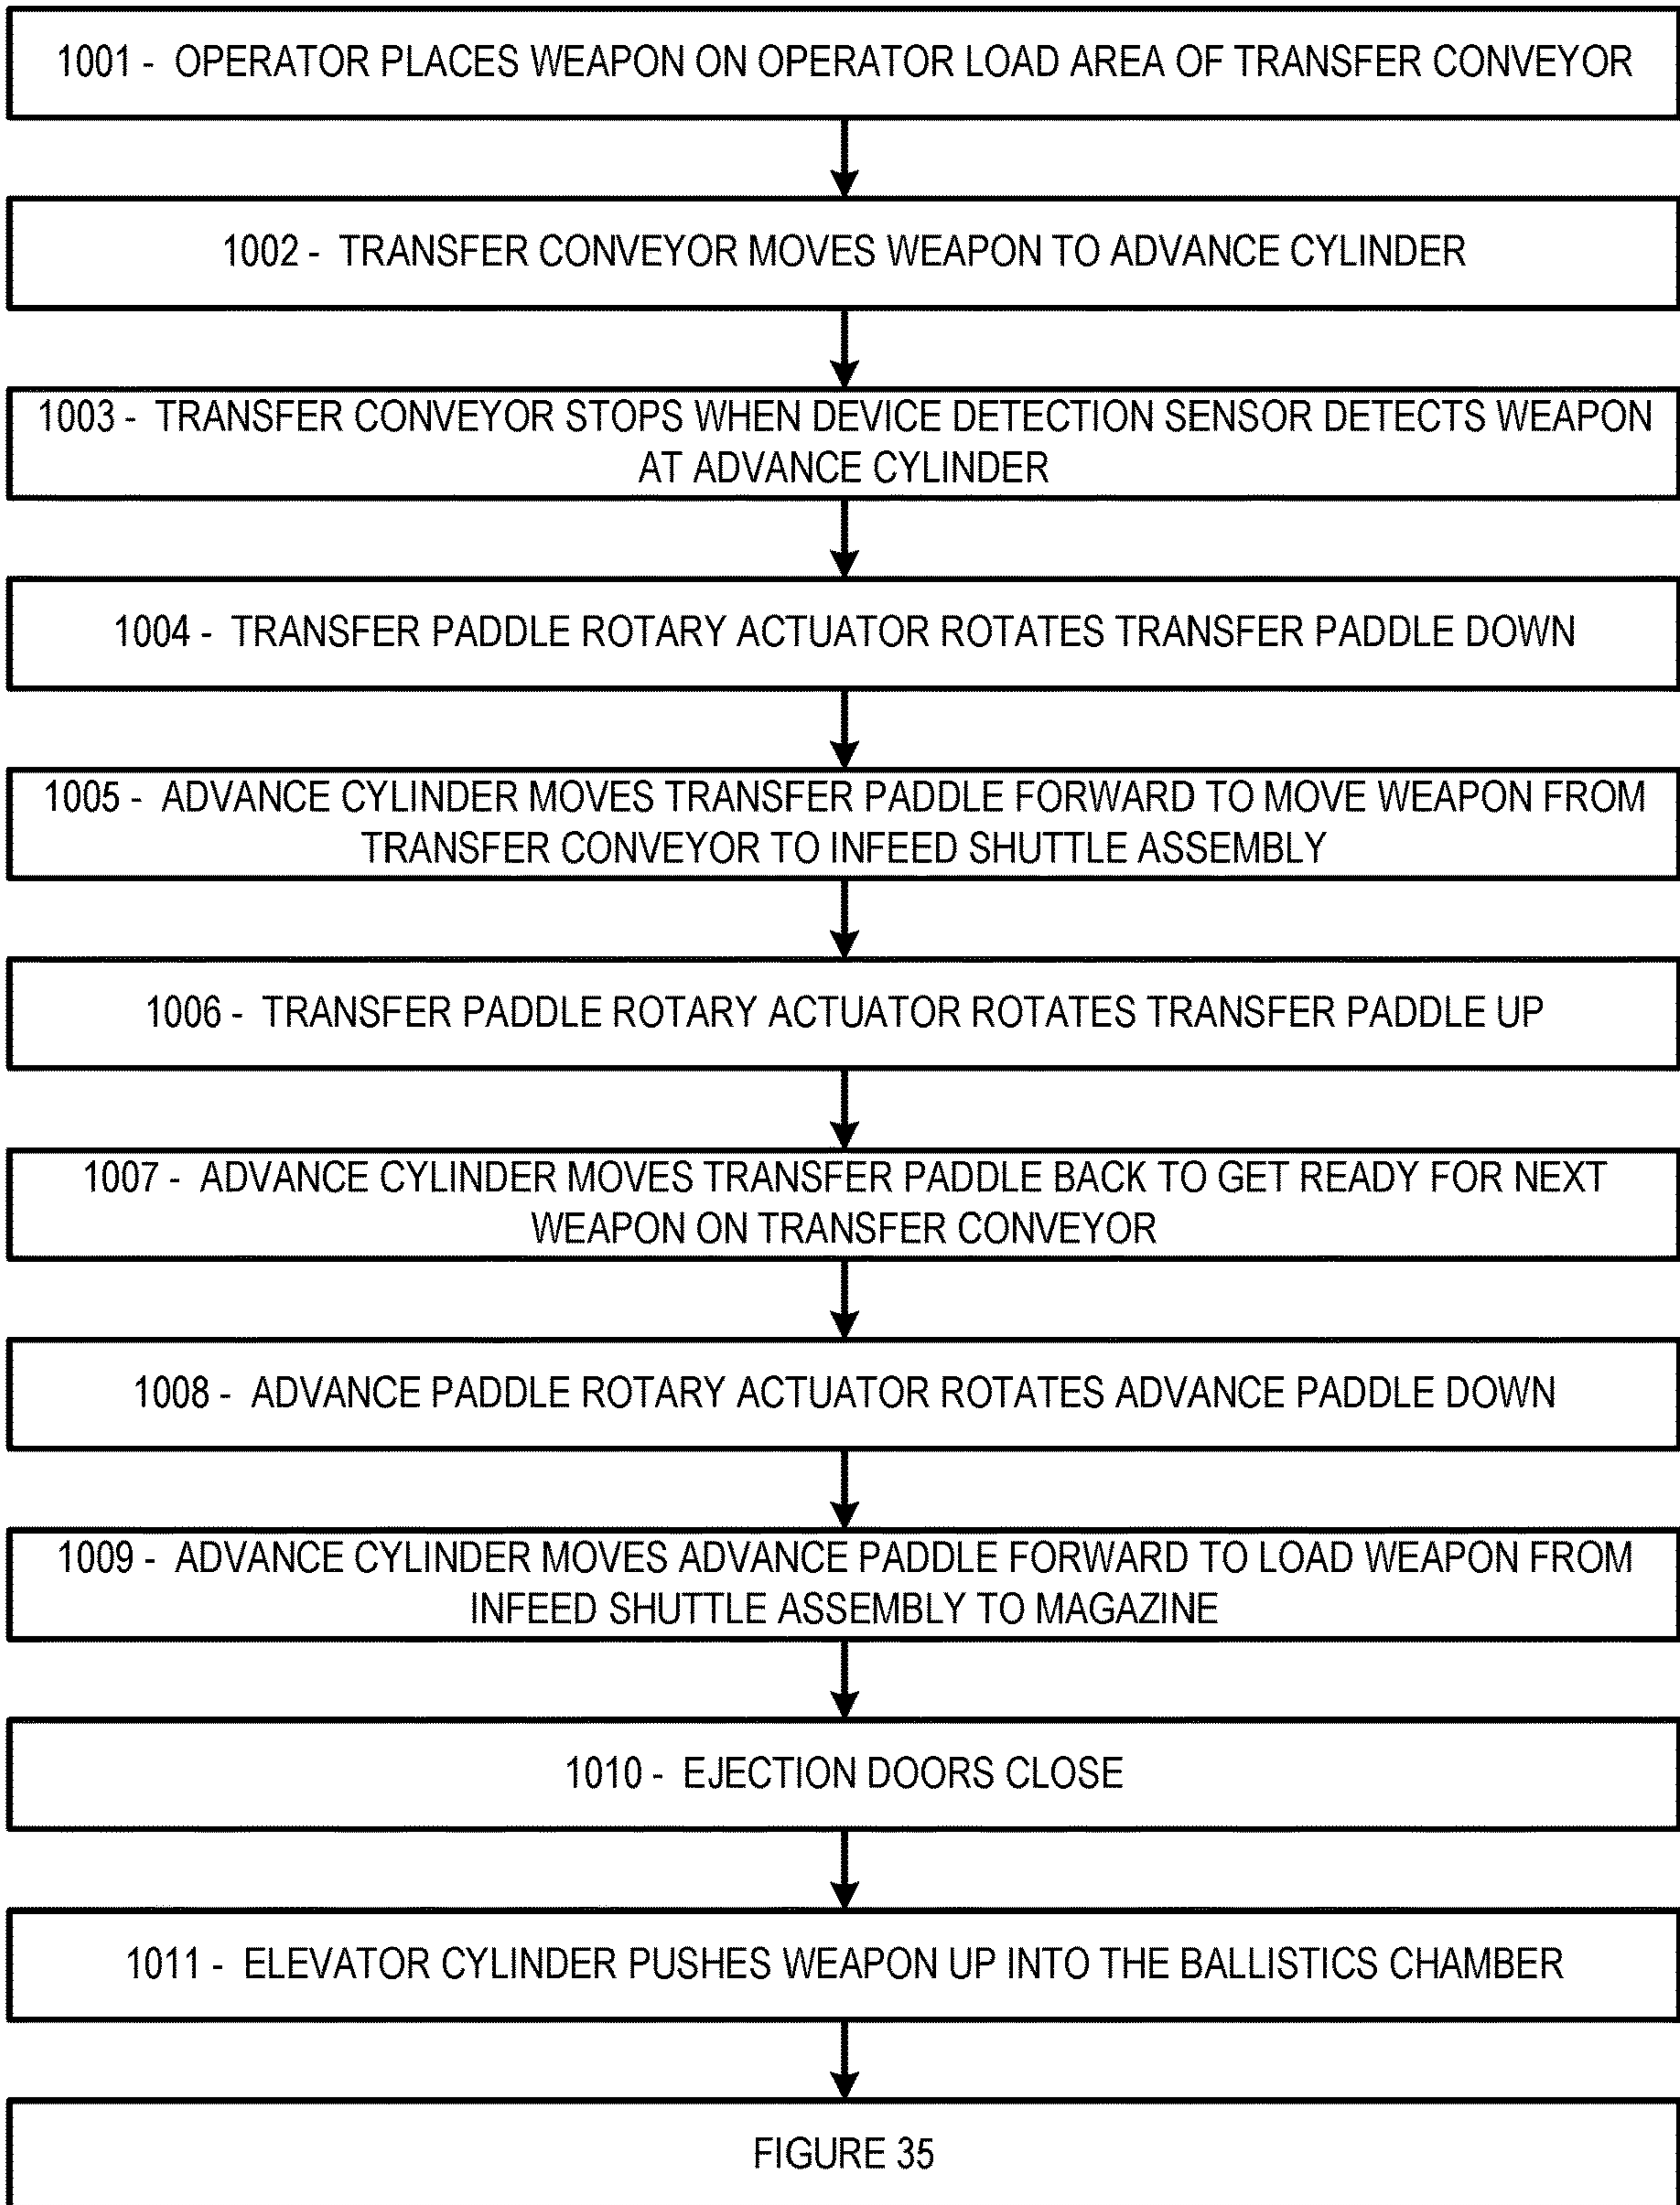 1001 - OPERATOR PLACES WEAPON ON OPERATOR LOAD AREA OF TRANSFER CONVEYOR
1002 - TRANSFER CONVEYOR MOVES WEAPON TO ADVANCE CYLINDER
1003 - TRANSFER CONVEYOR STOPS WHEN DEVICE DETECTION SENSOR DETECTS WEAPON
AT ADVANCE CYLINDER
1004 - TRANSFER PADDLE ROTARY ACTUATOR ROTATES TRANSFER PADDLE DOWN
1005 - ADVANCE CYLINDER MOVES TRANSFER PADDLE FORWARD TO MOVE WEAPON FROM
TRANSFER CONVEYOR TO INFEED SHUTTLE ASSEMBLY
1006 - TRANSFER PADDLE ROTARY ACTUATOR ROTATES TRANSFER PADDLE UP
1007 - ADVANCE CYLINDER MOVES TRANSFER PADDLE BACK TO GET READY FOR NEXT
WEAPON ON TRANSFER CONVEYOR
1008 - ADVANCE PADDLE ROTARY ACTUATOR ROTATES ADVANCE PADDLE DOWN
1009 - ADVANCE CYLINDER MOVES ADVANCE PADDLE FORWARD TO LOAD WEAPON FROM
INFEED SHUTTLE ASSEMBLY TO MAGAZINE
1010 - EJECTION DOORS CLOSE
1011 - ELEVATOR CYLINDER PUSHES WEAPON UP INTO THE BALLISTICS CHAMBER
FIGURE 35